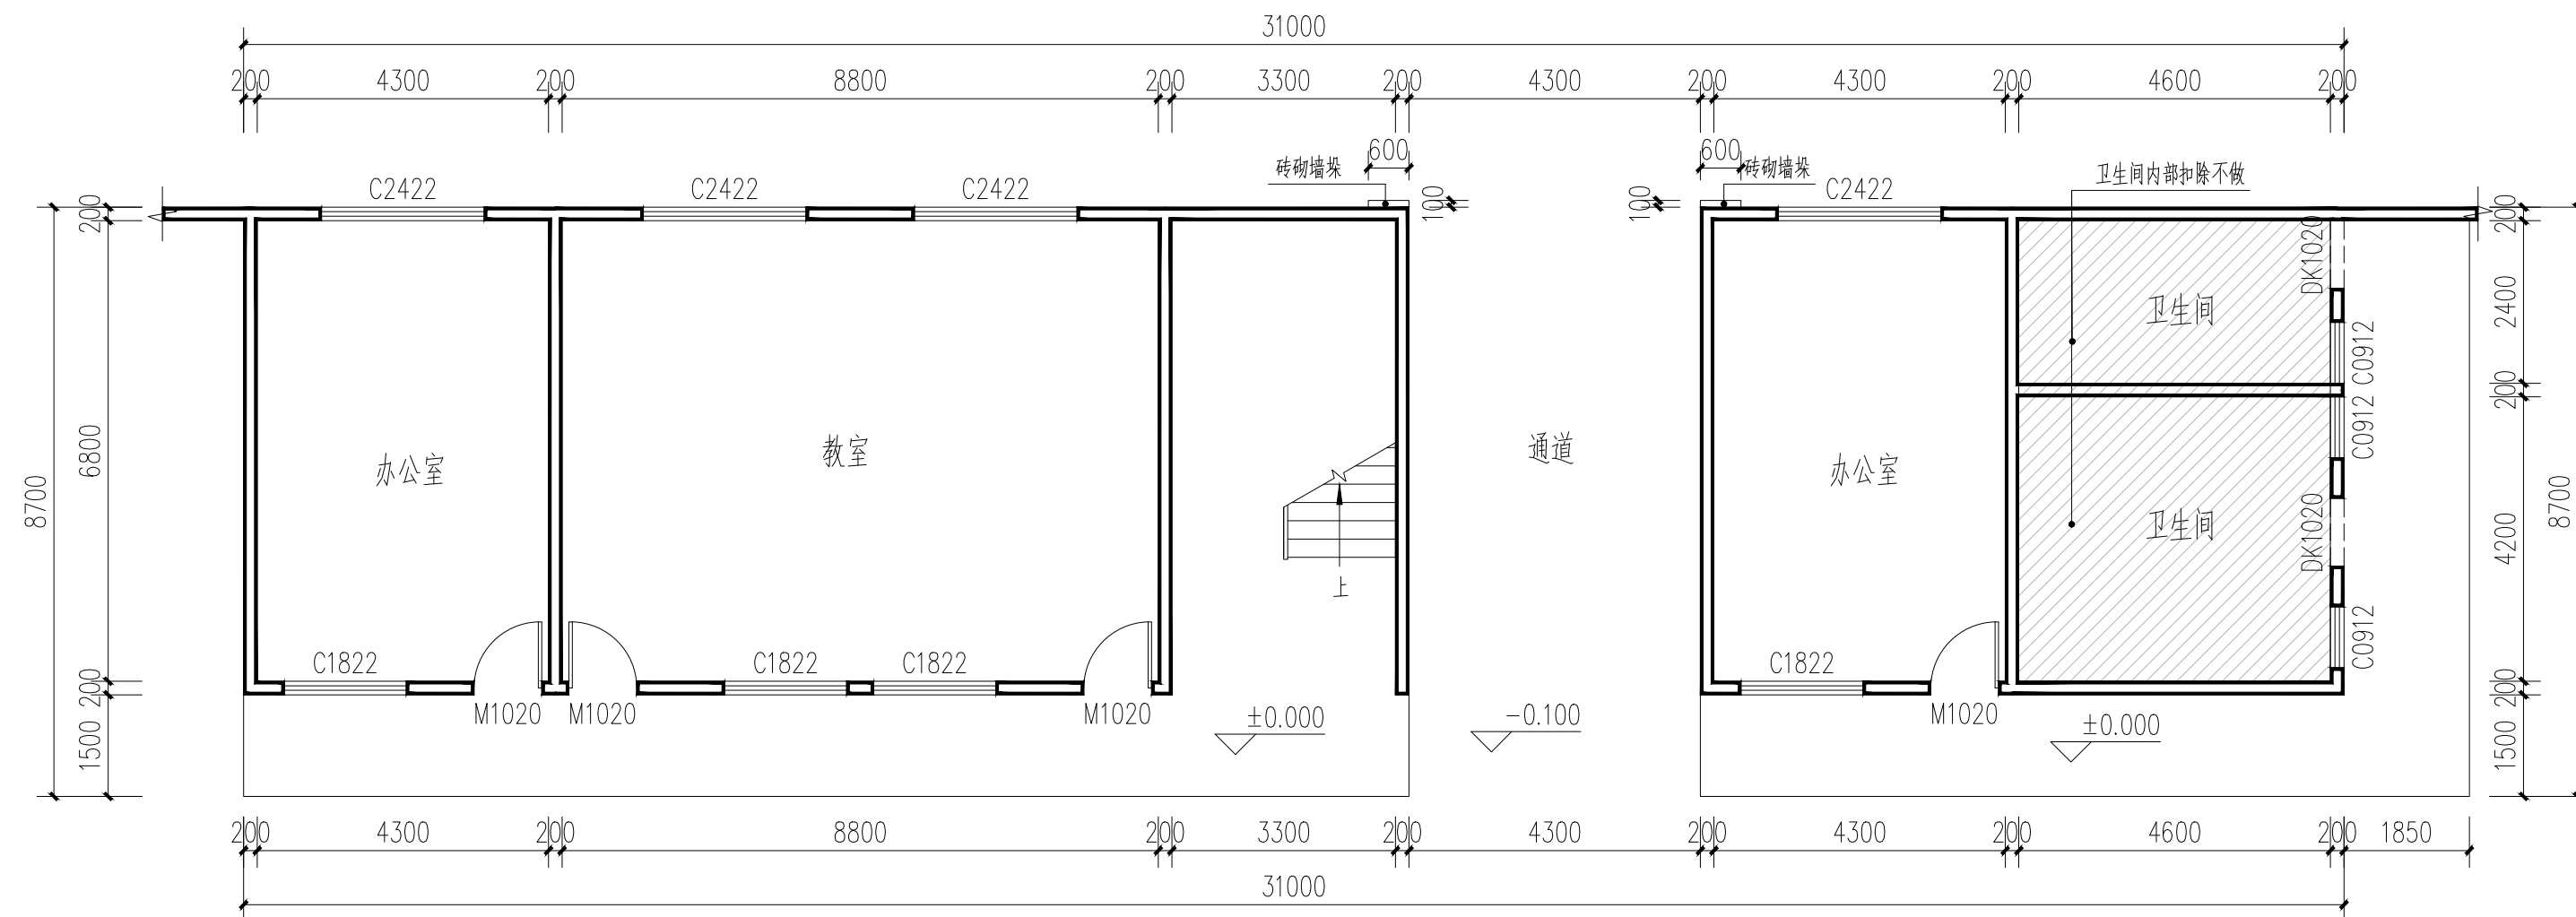 31000
200 4300 200 8800 200 3300 200 4300 200 4300 200 4600 200
600 600
砖砌墙垛 砖砌墙垛 卫生间内部扣除不做
C2422 C2422 C2422 C2422
100 100
200 200
DK1020
卫生间
2400
C0912
200
C0912
8700 6800 办公室 教室 通道 办公室 8700
卫生间
DK1020
4200
上
C0912
C1822 C1822 C1822 C1822
200 200
M1020 M1020 M1020 M1020
±0.000 -0.100 ±0.000
1500 1500
200 4300 200 8800 200 3300 200 4300 200 4300 200 4600 200 1850
31000